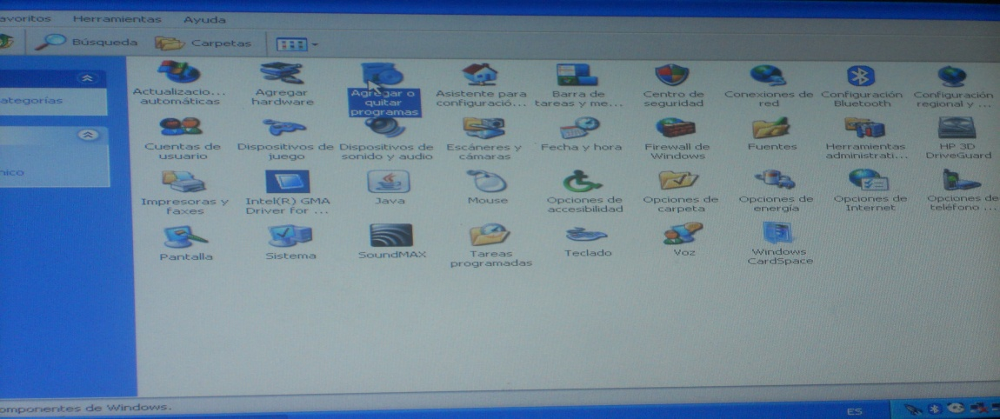 avoritos Herramientas Ayuda
Búsqueda Carpetas
ategorías
nico
Actualizacio...
automáticas
Agregar
hardware
Agregar o
quitar
programas
Asistente para
configuració...
Barra de
tareas y me...
Centro de
seguridad
Conexiones de
red
Configuración
Bluetooth
Configuración
regional y ...
Cuentas de
usuario
Dispositivos de
juego
Dispositivos de
sonido y audio
Escáneres y
cámaras
Fecha y hora
Firewall de
Windows
Fuentes
Herramientas
administrati...
HP 3D
DriveGuard
Impresoras y
faxes
Intel(R) GMA
Driver for ...
Java
Mouse
Opciones de
accesibilidad
Opciones de
carpeta
Opciones de
energía
Opciones de
Internet
Opciones de
teléfono ...
Pantalla
Sistema
SoundMAX
Tareas
programadas
Teclado
Voz
Windows
CardSpace
omponentes de Windows.
ES